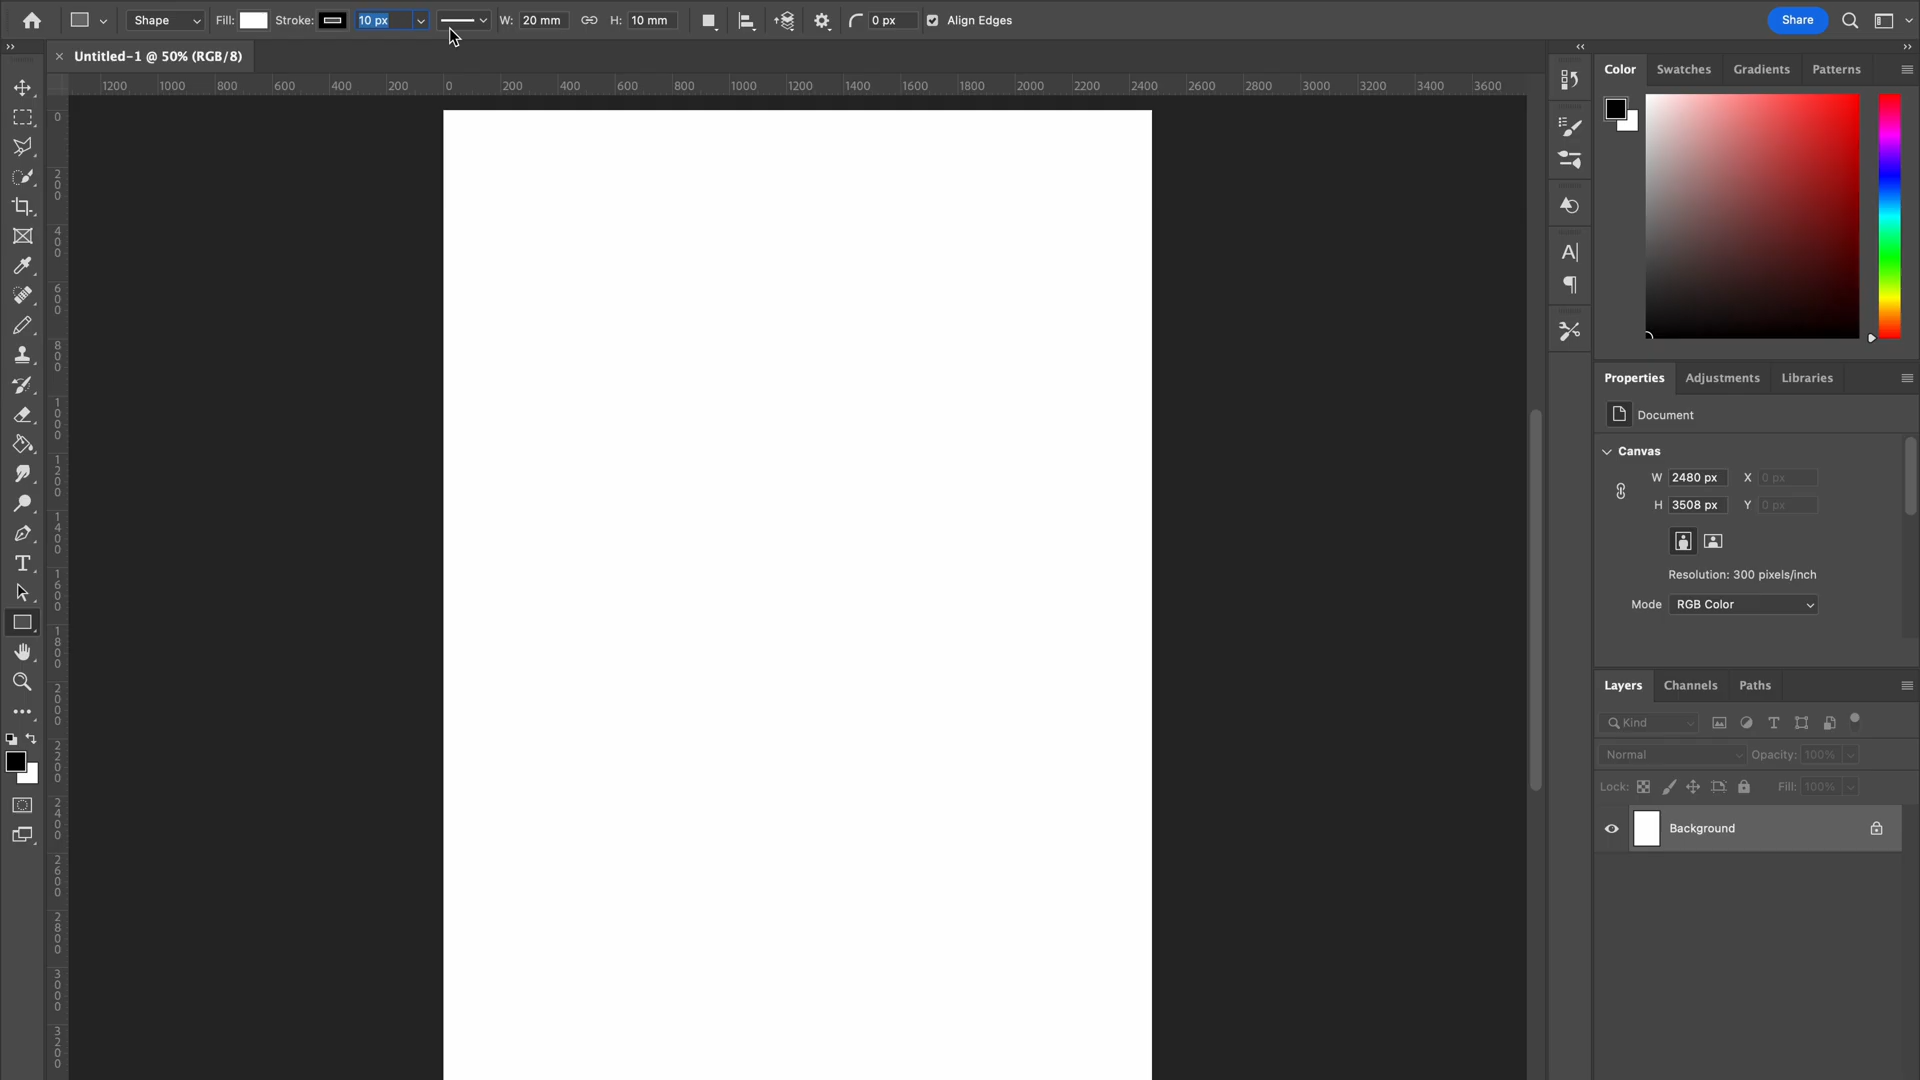 Shape Fill: Stroke: 10 px W: 20 mm H: 10 mm 0 px Align Edges Share
Untitled-1 @ 50% (RGB/8)
1200 1000 800 600 400 200 0 200 400 600 800 1000 1200 1400 1600 1800 2000 2200 2400 2600 2800 3000 3200 3400 3600
0
200
400
600
800
1000
1200
1400
1600
1800
2000
2200
2400
2600
2800
3000
3200
Color Swatches Gradients Patterns
Properties Adjustments Libraries
Document
Canvas
W 2480 px X 0 px
H 3508 px Y 0 px
Resolution: 300 pixels/inch
Mode RGB Color
Layers Channels Paths
Kind
Normal Opacity: 100%
Lock: Fill: 100%
Background